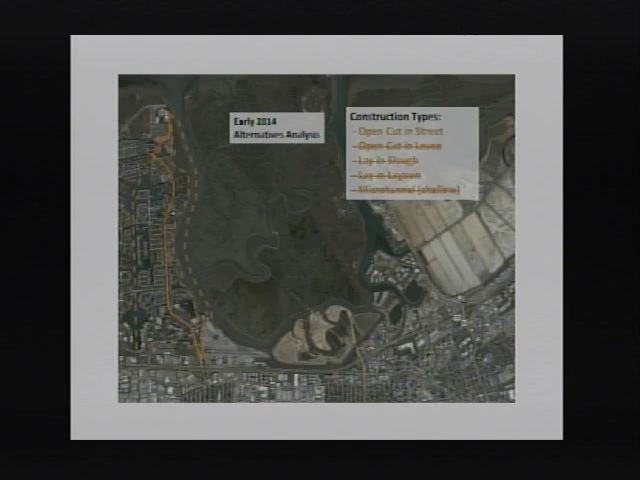 Early 2014
Alternatives Analysis
Construction Types:
- Open Cut in Street
- Open Cut in Levee
- Lay in Slough
- Lay in Lagoon
- Microtunnel (shallow)